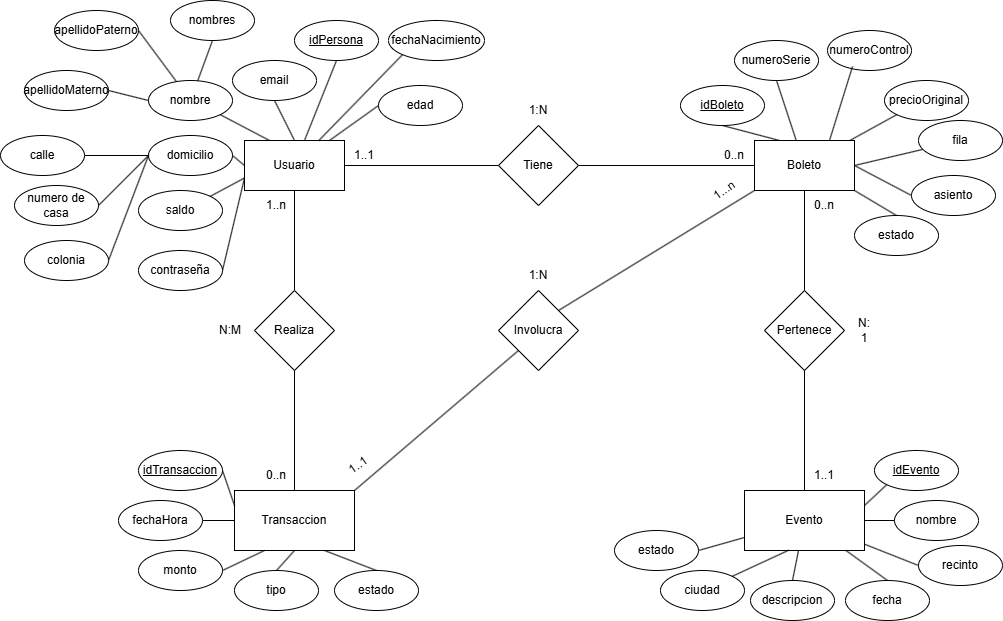 nombres
apellidoPaterno
idPersona
fechaNacimiento
numeroControl
numeroSerie
email
apellidoMaterno
nombre
edad
idBoleto
precioOriginal
1:N
fila
calle
domicilio
Usuario
1..1
Tiene
0..n
Boleto
1...n
asiento
numero de
casa
saldo
1..n
0..n
estado
colonia
contraseña
1:N
N:M
Realiza
Involucra
Pertenece
N:
1
1..1
idTransaccion
0..n
1..1
idEvento
fechaHora
Transaccion
Evento
nombre
estado
recinto
monto
tipo
estado
ciudad
descripcion
fecha